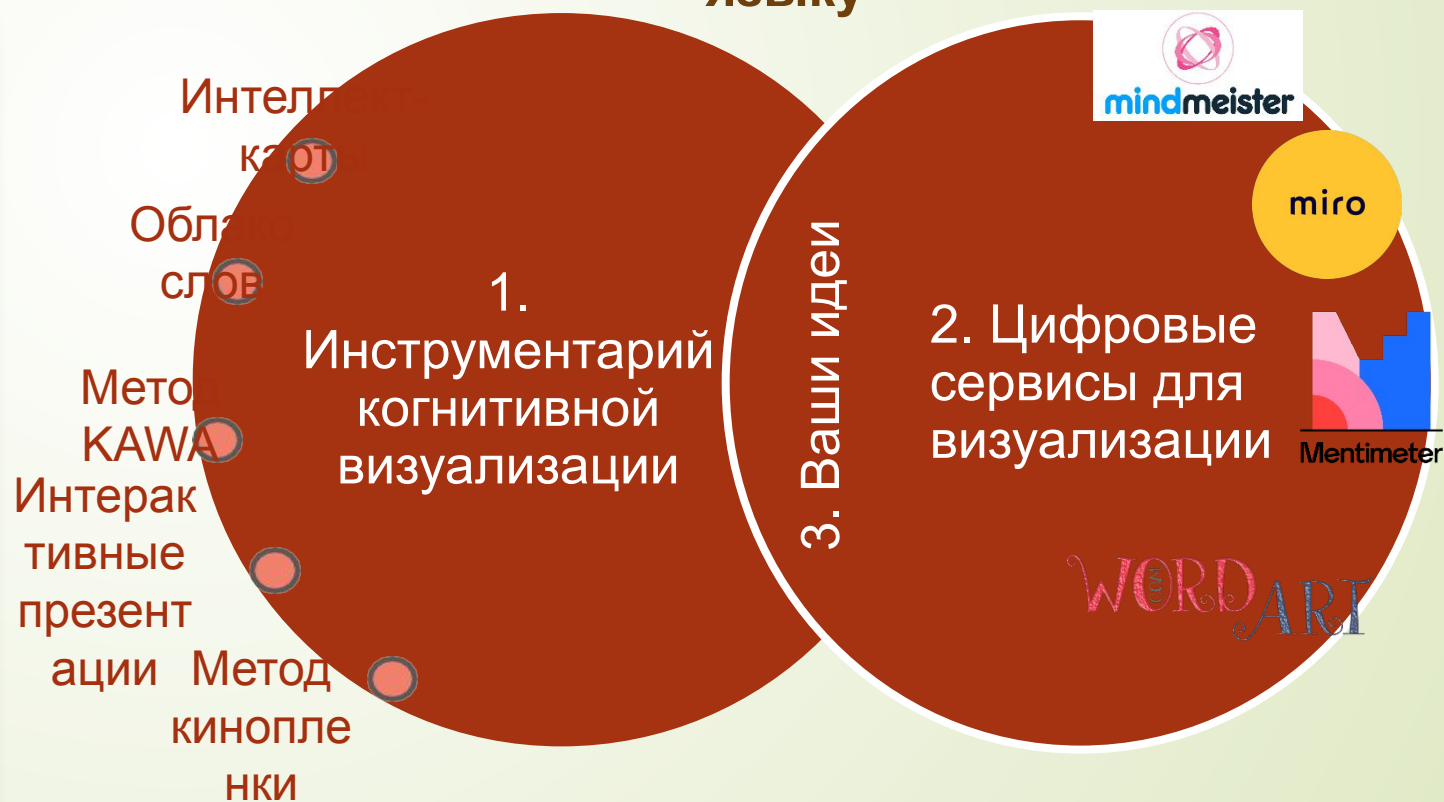 языку
Интеллект-
карты
Облако
слов
Метод
KAWA
Интерак
тивные
презент
ации
Метод
кинопле
нки
1.
Инструментарий
когнитивной
визуализации
3. Ваши идеи
2. Цифровые
сервисы для
визуализации
mindmeister
miro
Mentimeter
WORD
ART